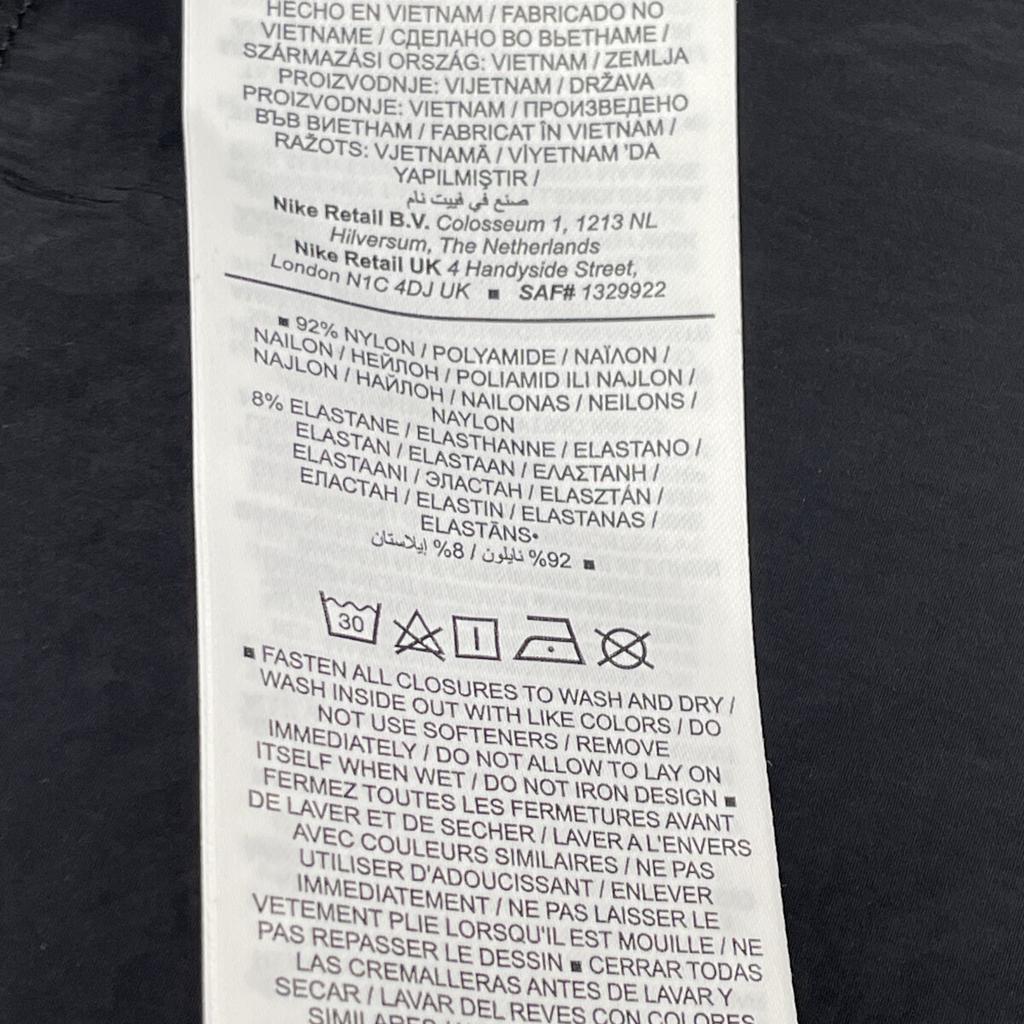 HECHO EN VIETNAM / FABRICADO NO
VIETNAME / СДЕЛАНО ВО ВЬЕТНАМЕ /
SZÁRMAZÁSI ORSZÁG: VIETNAM / ZEMLJA
PROIZVODNJE: VIJETNAM / DRŽAVA
PROIZVODNJE: VIETNAM / ПРОИЗВЕДЕНО
ВЪВ ВИЕТНАМ / FABRICAT ÎN VIETNAM /
RAŽOTS: VJETNAMĀ / VİYETNAM 'DA
YAPILMIŞTIR /
صنع في فييت نام
Nike Retail B.V. Colosseum 1, 1213 NL
Hilversum, The Netherlands
Nike Retail UK 4 Handyside Street,
London N1C 4DJ UK ■ SAF# 1329922
■ 92% NYLON / POLYAMIDE / ΝΑΪΛΟΝ /
NAILON / НЕЙЛОН / POLIAMID ILI NAJLON /
NAJLON / НАЙЛОН / NAILONAS / NEILONS /
NAYLON
8% ELASTANE / ELASTHANNE / ELASTANO /
ELASTAN / ELASTAAN / ΕΛΑΣΤΑΝΗ /
ELASTAANI / ЭЛАСТАН / ELASZTÁN /
ЕЛАСТАН / ELASTIN / ELASTANAS /
ELASTĀNS•
92% نايلون / 8% إيلاستان ■
30
■ FASTEN ALL CLOSURES TO WASH AND DRY /
WASH INSIDE OUT WITH LIKE COLORS / DO
NOT USE SOFTENERS / REMOVE
IMMEDIATELY / DO NOT ALLOW TO LAY ON
ITSELF WHEN WET / DO NOT IRON DESIGN ■
FERMEZ TOUTES LES FERMETURES AVANT
DE LAVER ET DE SECHER / LAVER A L'ENVERS
AVEC COULEURS SIMILAIRES / NE PAS
UTILISER D'ADOUCISSANT / ENLEVER
IMMEDIATEMENT / NE PAS LAISSER LE
VETEMENT PLIE LORSQU'IL EST MOUILLE / NE
PAS REPASSER LE DESSIN ■ CERRAR TODAS
LAS CREMALLERAS ANTES DE LAVAR Y
SECAR / LAVAR DEL REVES CON COLORES
SIMILARES /